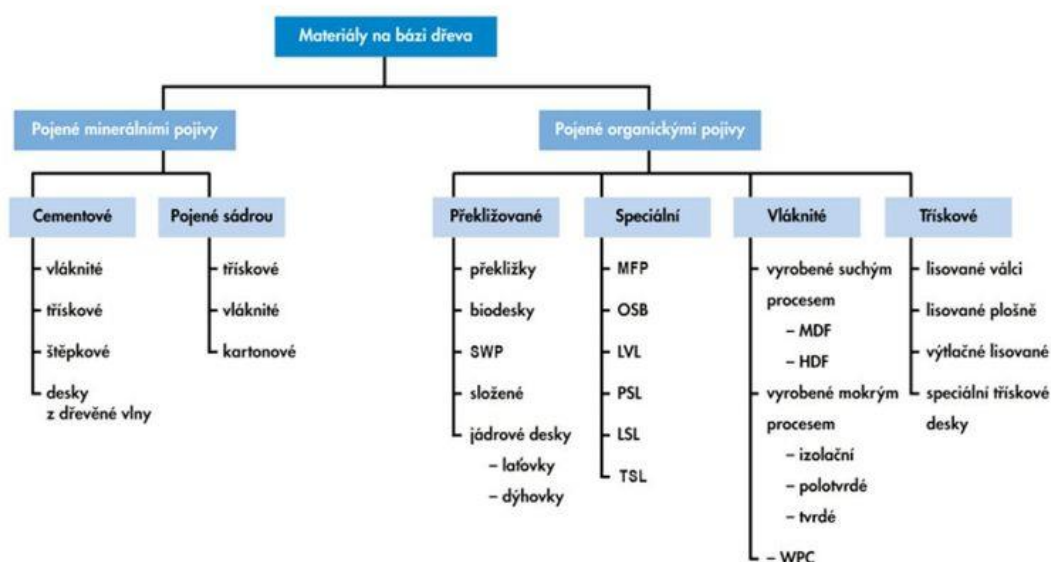 Materiály na bázi dřeva
Pojené minerálními pojivy
Pojené organickými pojivy
Cementové
Pojené sádrou
Překližované
Speciální
Vláknité
Třískové
vláknité
třískové
štěpkové
desky
z dřevěné vlny
třískové
vláknité
kartonové
překližky
biodesky
SWP
složené
jádrové desky
– laťovky
– dýhovky
MFP
OSB
LVL
PSL
LSL
TSL
vyrobené suchým
procesem
– MDF
– HDF
vyrobené mokrým
procesem
– izolační
– polotvrdé
– tvrdé
– WPC
lisované válci
lisované plošně
výtlačné lisované
speciální třískové
desky